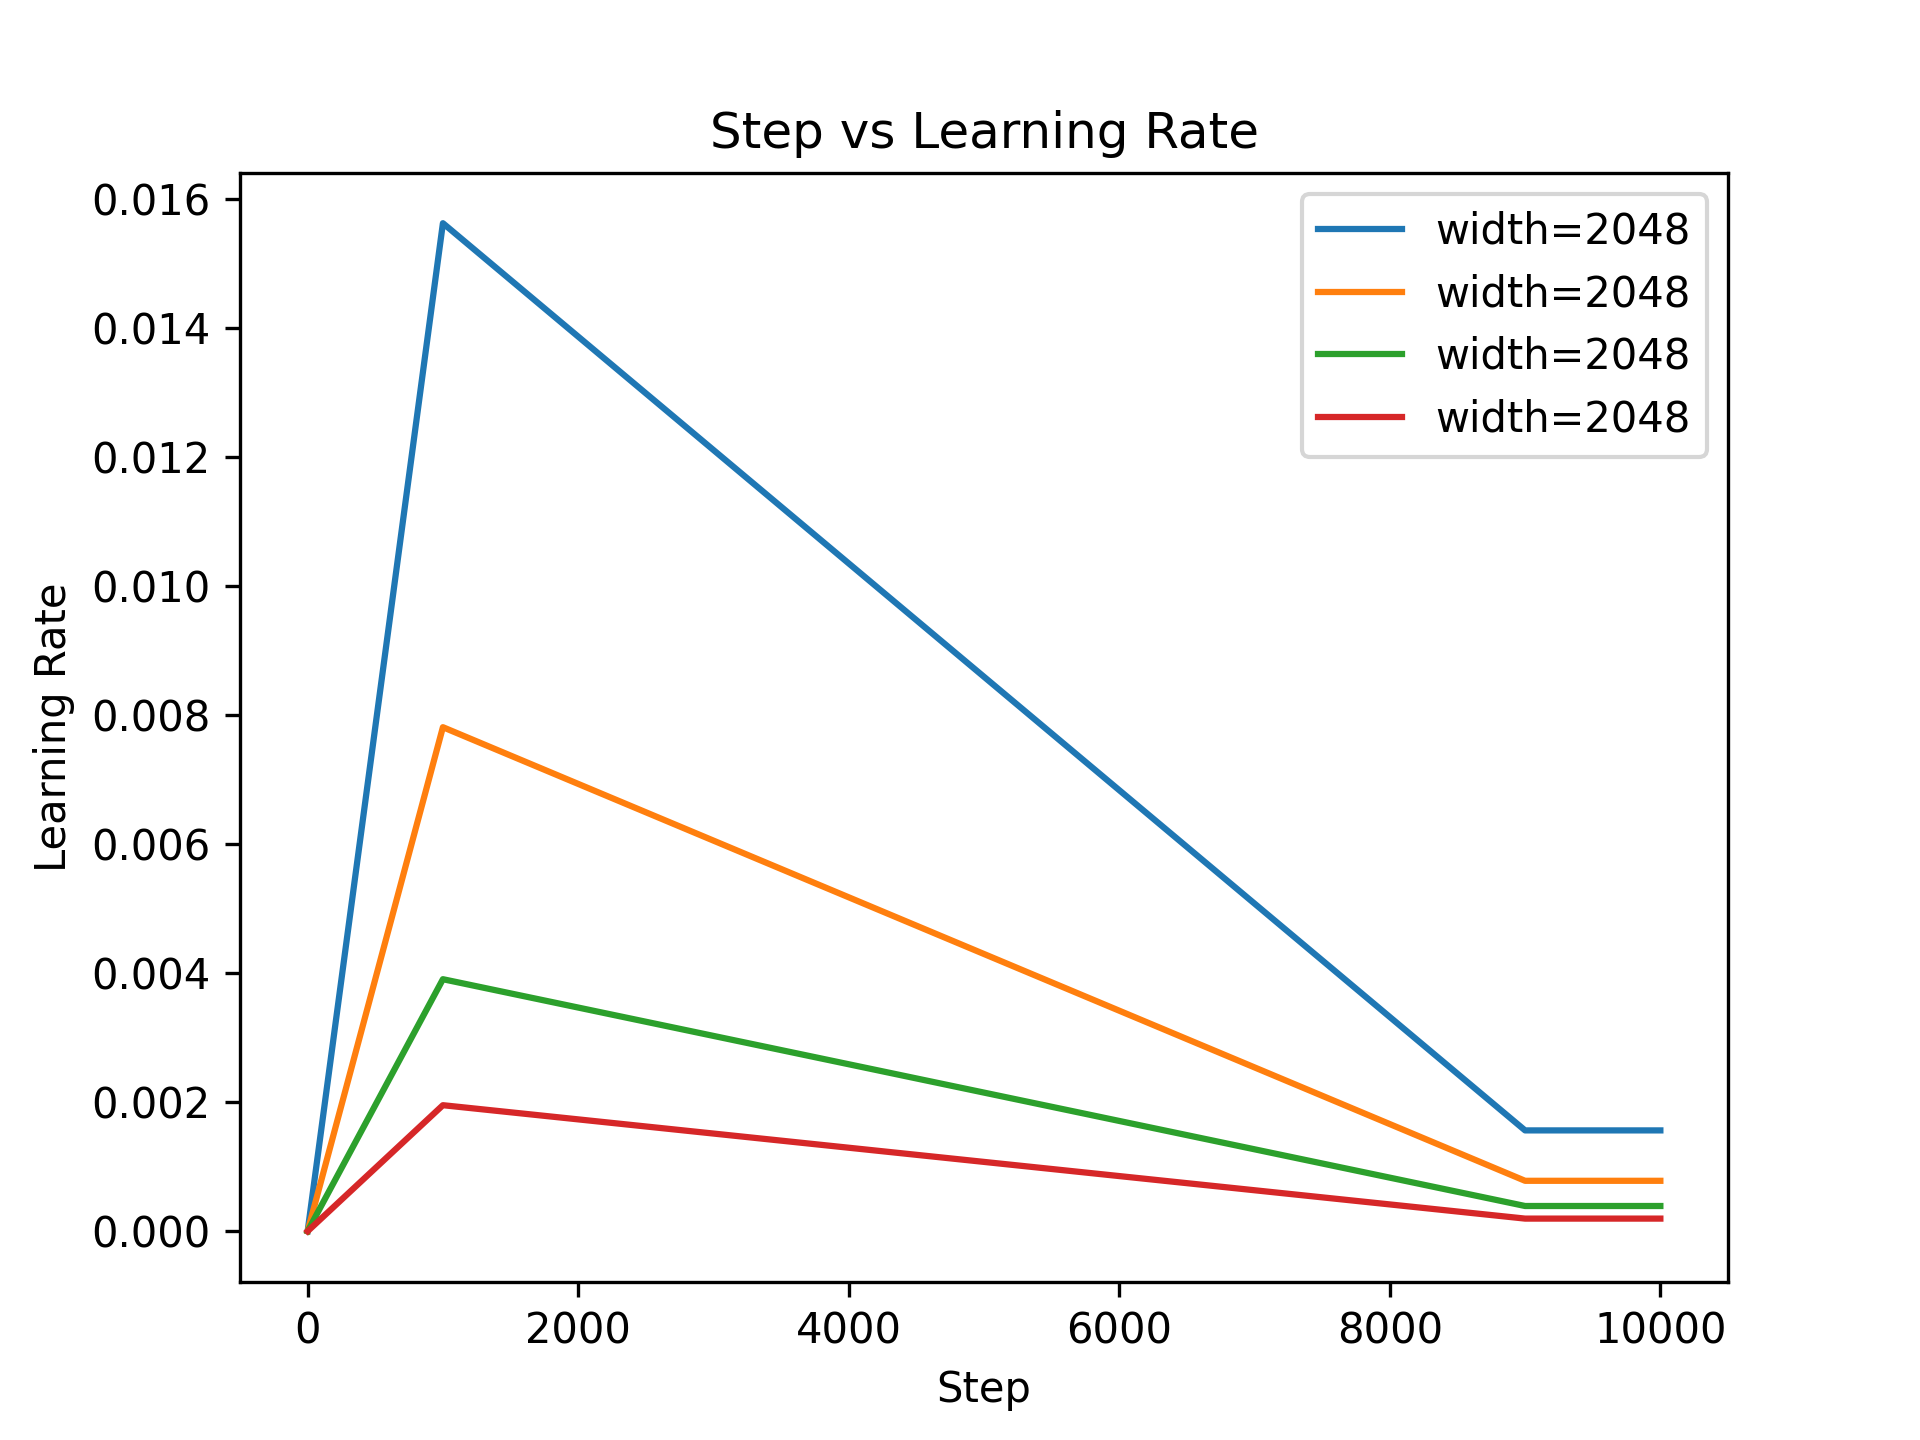 Step vs Learning Rate
0.016
0.014
0.012
0.010
0.008
0.006
0.004
0.002
0.000
Learning Rate
width=2048
width=2048
width=2048
width=2048
0 2000 4000 6000 8000 10000
Step